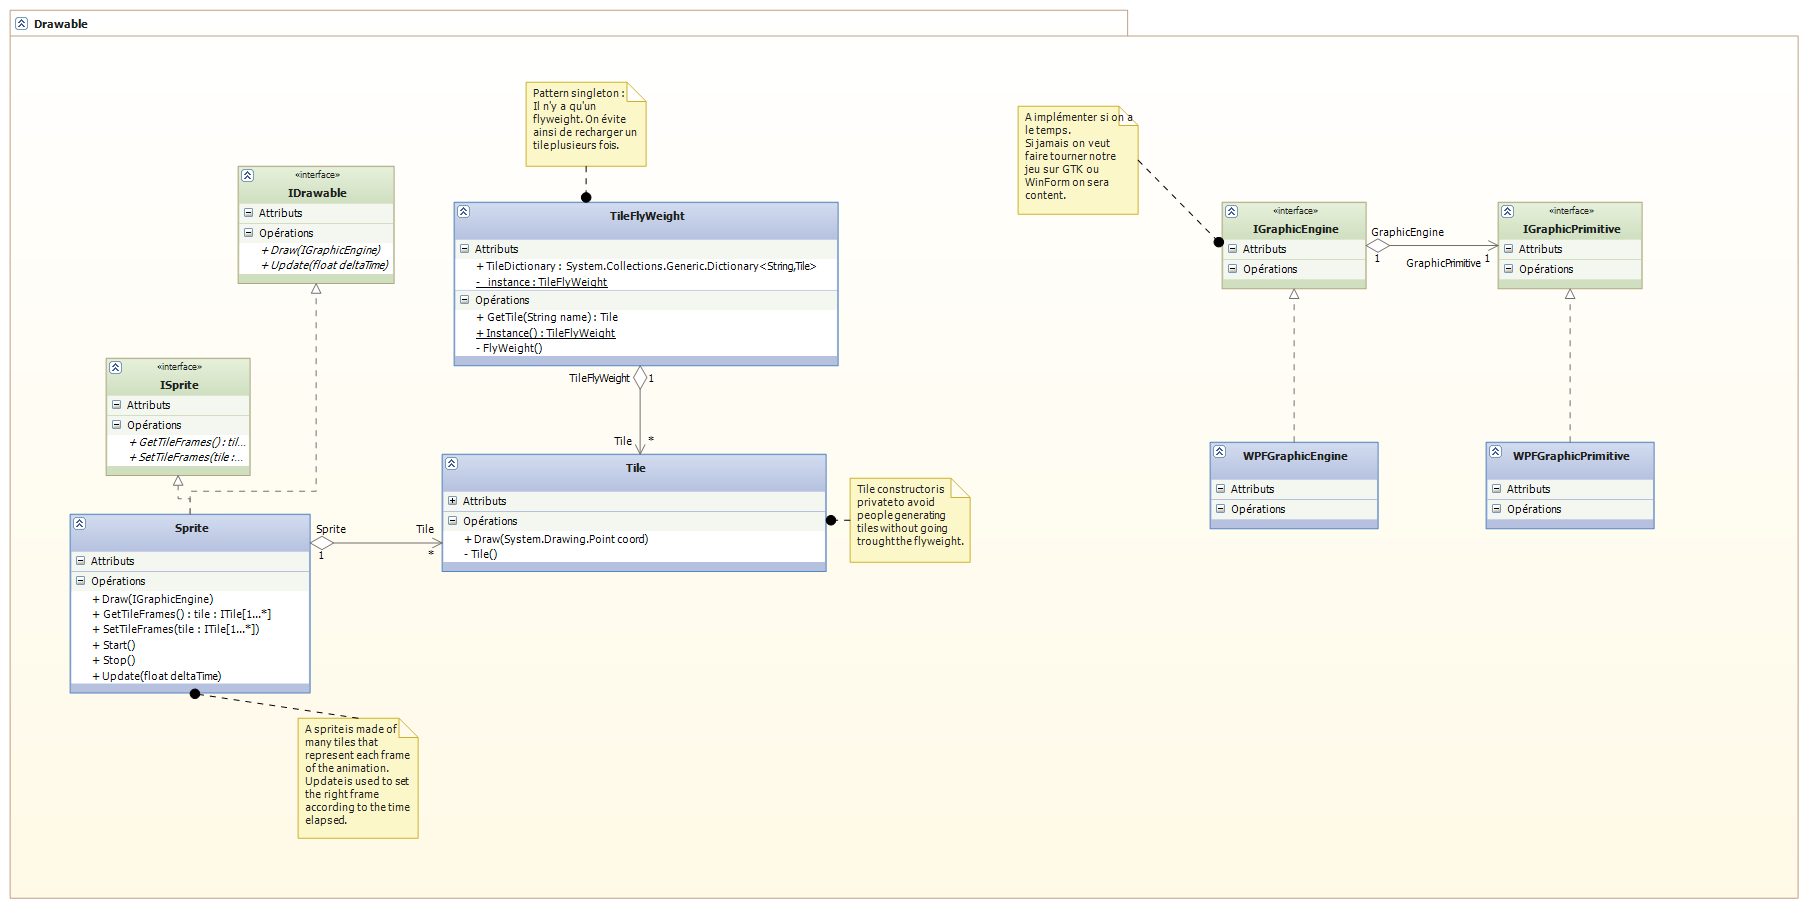 Drawable
Pattern singleton :
Il n'y a qu'un
flyweight. On évite
ainsi de recharger un
tile plusieurs fois.
A implémenter si on a
le temps.
Si jamais on veut
faire tourner notre
jeu sur GTK ou
WinForm on sera
content.
«interface»
IDrawable
Attributs
Opérations
+ Draw(IGraphicEngine)
+ Update(float deltaTime)
TileFlyWeight
Attributs
+ TileDictionary : System.Collections.Generic.Dictionary<String,Tile>
- _instance : TileFlyWeight
Opérations
+ GetTile(String name) : Tile
+ Instance() : TileFlyWeight
- FlyWeight()
«interface»
IGraphicEngine
Attributs
Opérations
GraphicEngine
1
GraphicPrimitive
1
«interface»
IGraphicPrimitive
Attributs
Opérations
«interface»
ISprite
Attributs
Opérations
+ GetTileFrames() : til...
+ SetTileFrames(tile :...
TileFlyWeight
1
Tile
*
Tile
Attributs
Opérations
+ Draw(System.Drawing.Point coord)
- Tile()
Tile constructor is
private to avoid
people generating
tiles without going
trought the flyweight.
WPFGraphicEngine
Attributs
Opérations
WPFGraphicPrimitive
Attributs
Opérations
Sprite
Attributs
Opérations
+ Draw(IGraphicEngine)
+ GetTileFrames() : tile : ITile[1...*]
+ SetTileFrames(tile : ITile[1...*])
+ Start()
+ Stop()
+ Update(float deltaTime)
Sprite
1
Tile
*
A sprite is made of
many tiles that
represent each frame
of the animation.
Update is used to set
the right frame
according to the time
elapsed.